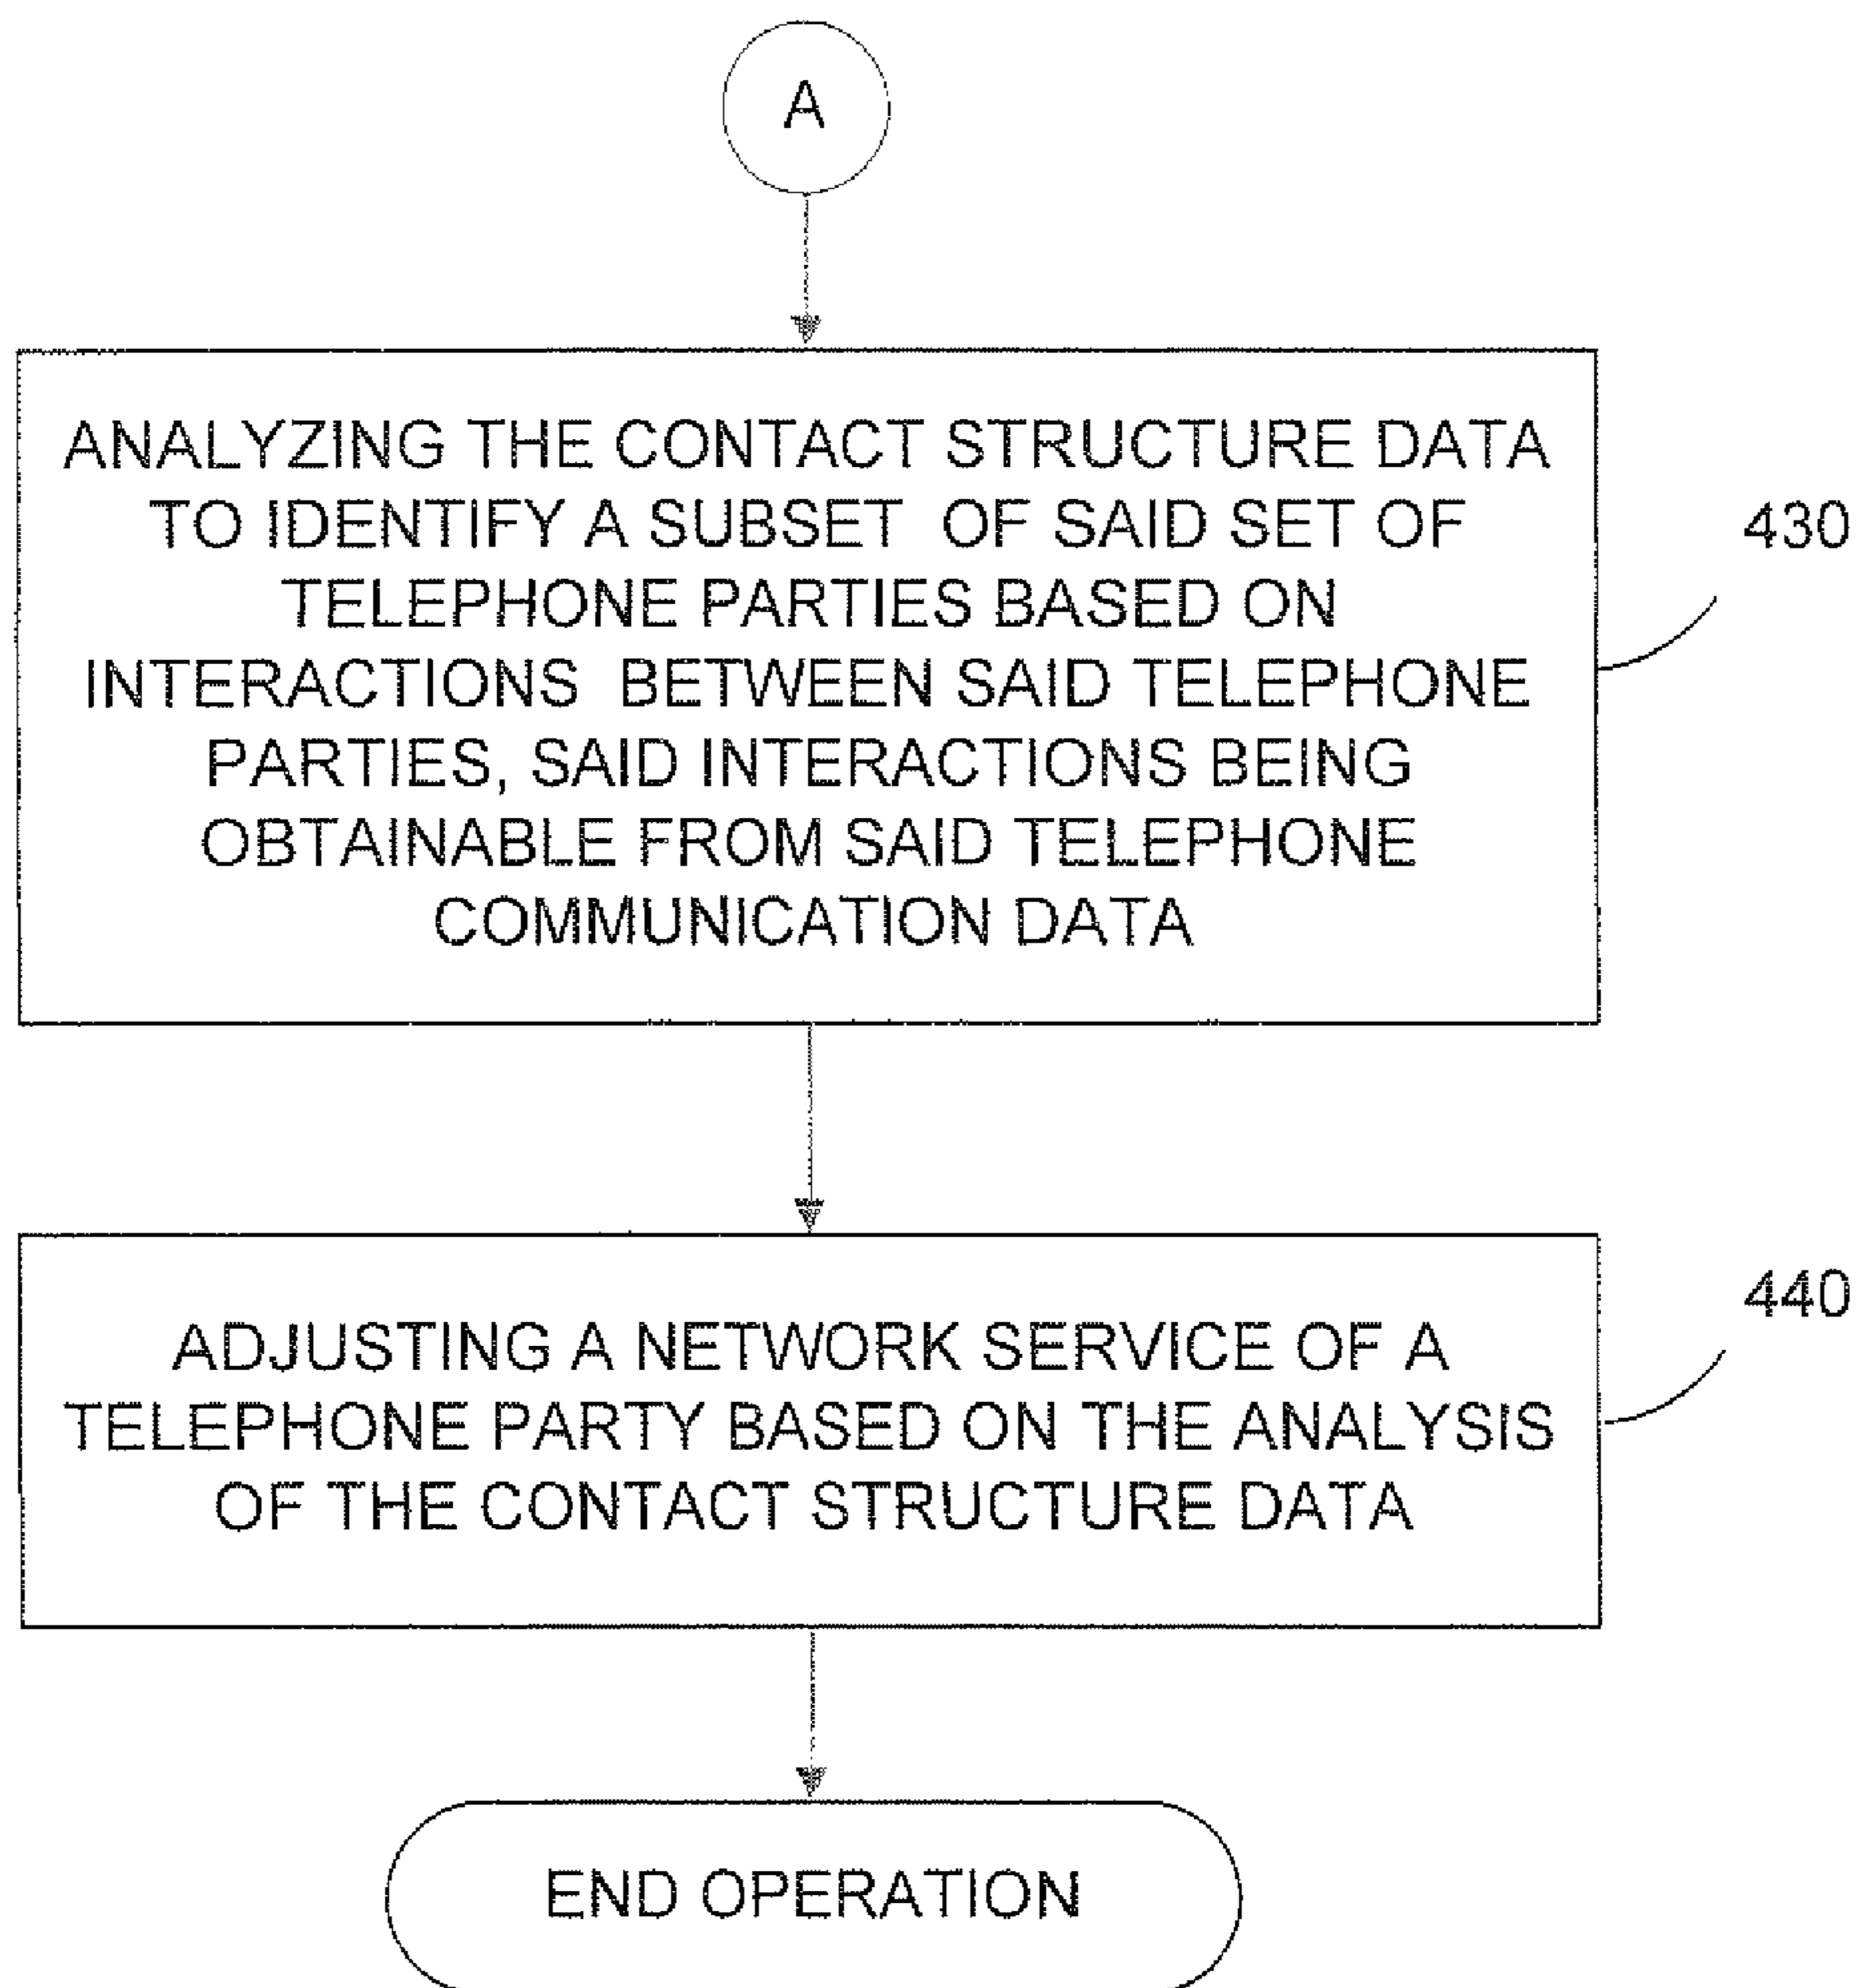 A
ANALYZING THE CONTACT STRUCTURE DATA
TO IDENTIFY A SUBSET OF SAID SET OF
TELEPHONE PARTIES BASED ON
INTERACTIONS BETWEEN SAID TELEPHONE
PARTIES, SAID INTERACTIONS BEING
OBTAINABLE FROM SAID TELEPHONE
COMMUNICATION DATA
430
ADJUSTING A NETWORK SERVICE OF A
TELEPHONE PARTY BASED ON THE ANALYSIS
OF THE CONTACT STRUCTURE DATA
440
END OPERATION